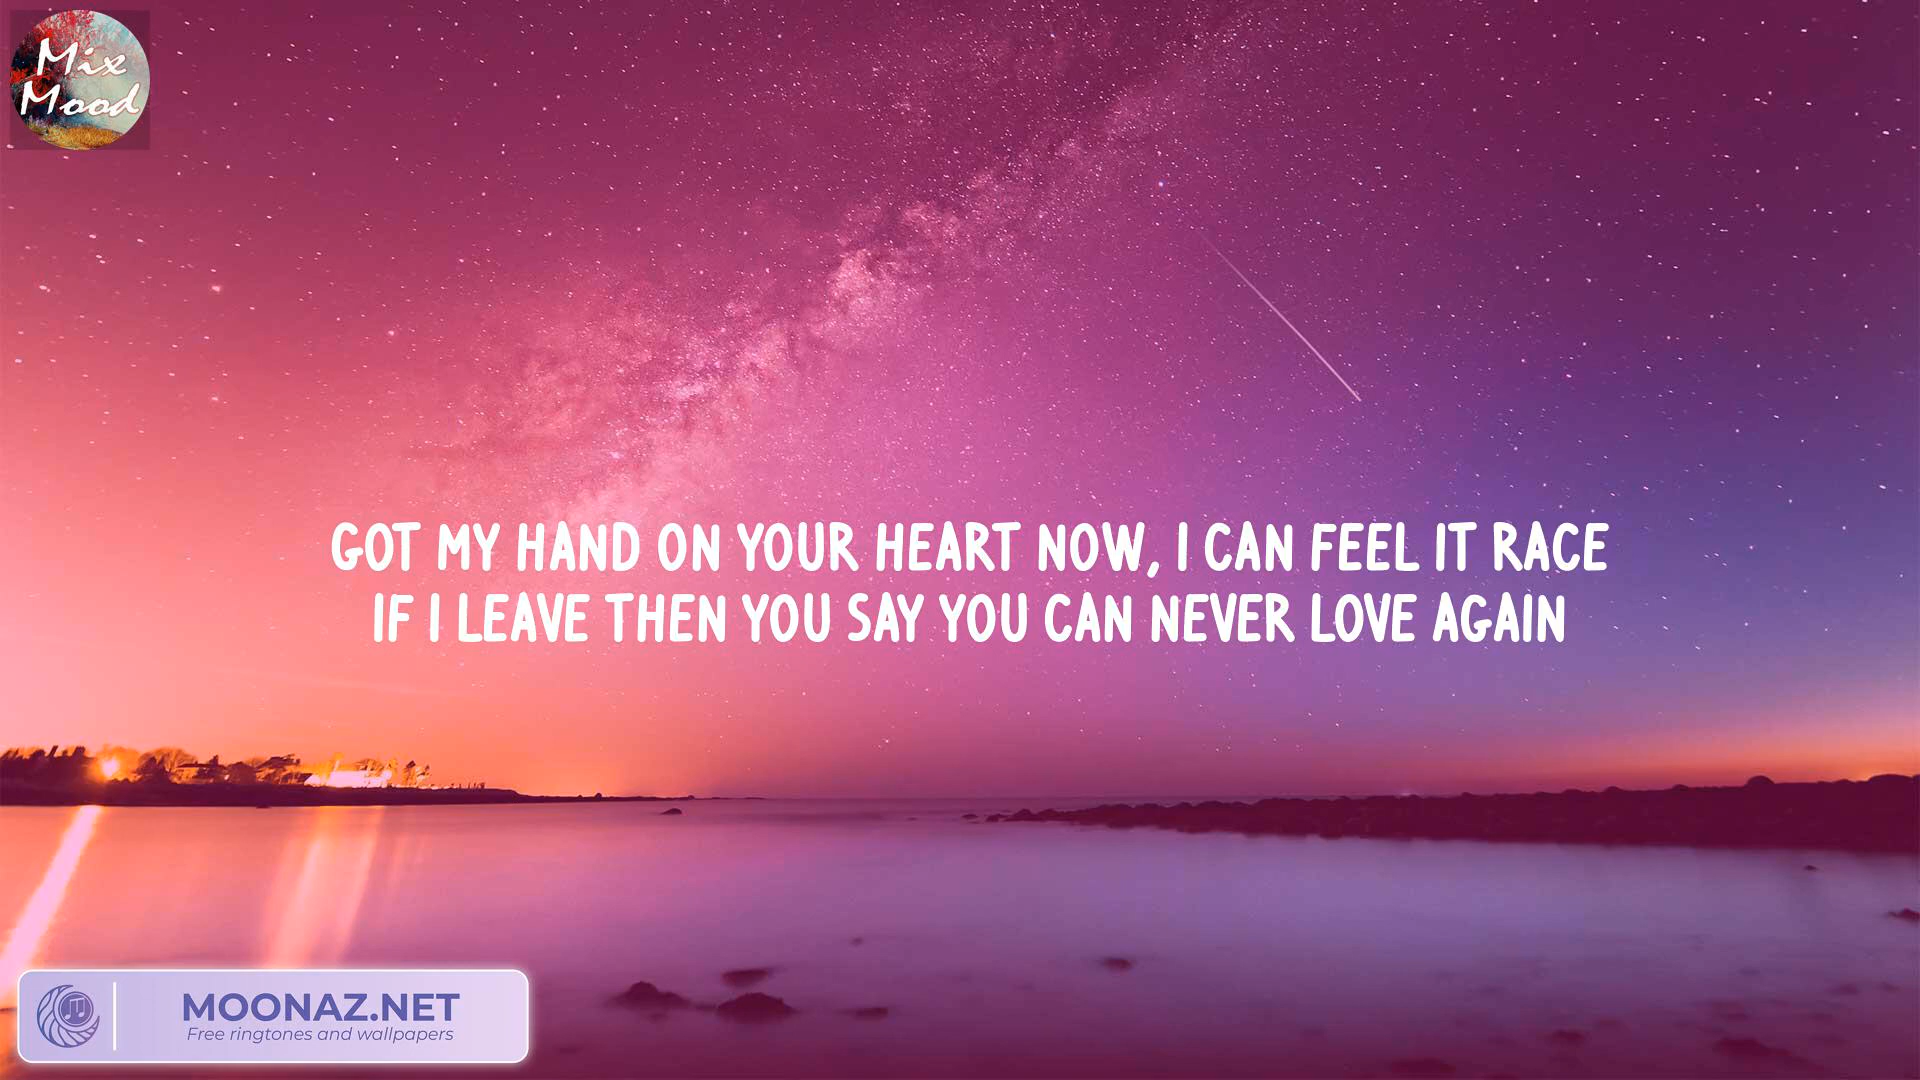 Mix
Mood
GOT MY HAND ON YOUR HEART NOW, I CAN FEEL IT RACE
IF I LEAVE THEN YOU SAY YOU CAN NEVER LOVE AGAIN
MOONAZ.NET
Free ringtones and wallpapers